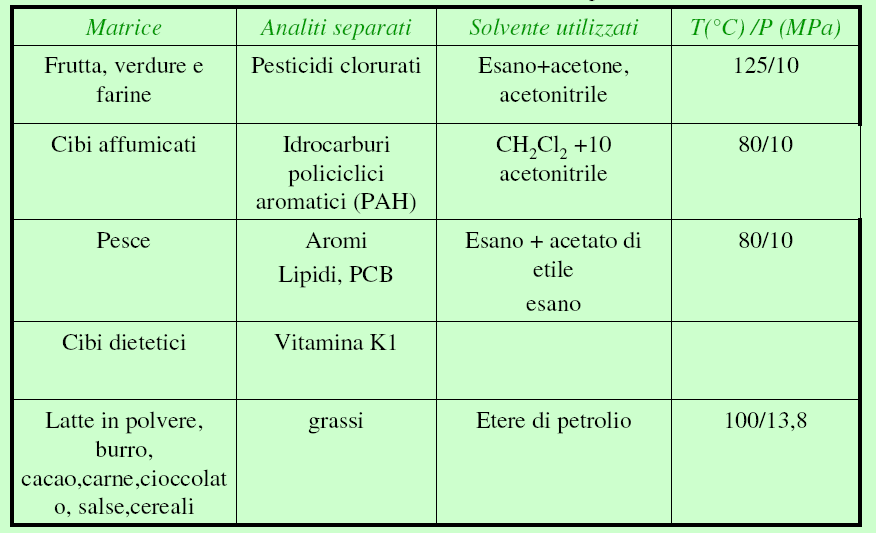 Matrice Analiti separati Solvente utilizzati T(°C) /P (MPa)
Frutta, verdure e Pesticidi clorurati Esano+acetone, 125/10
farine acetonitrile
Cibi affumicati Idrocarburi CH2Cl2 +10 80/10
policiclici acetonitrile
aromatici (PAH)
Pesce Aromi Esano + acetato di 80/10
Lipidi, PCB etile
esano
Cibi dietetici Vitamina K1
Latte in polvere, grassi Etere di petrolio 100/13,8
burro,
cacao,carne,cioccolat
o, salse,cereali